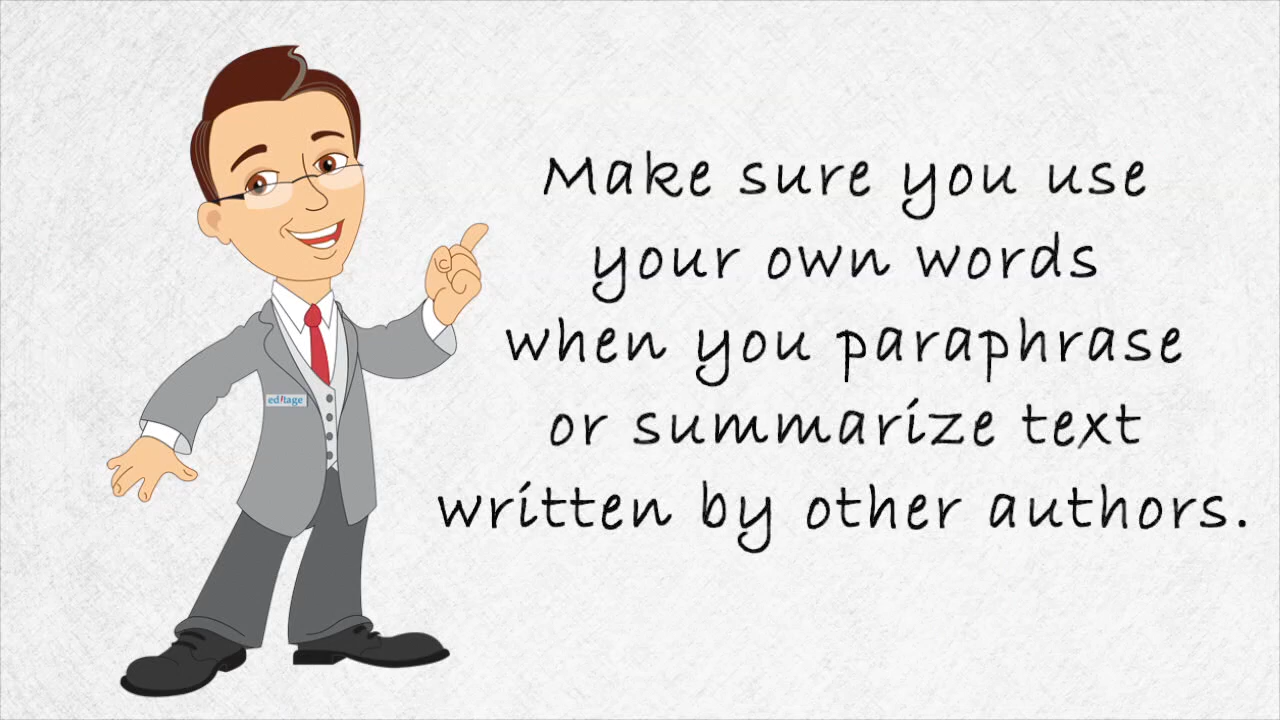 Make sure you use
your own words
when you paraphrase
or summarize text
written by other authors.
editage